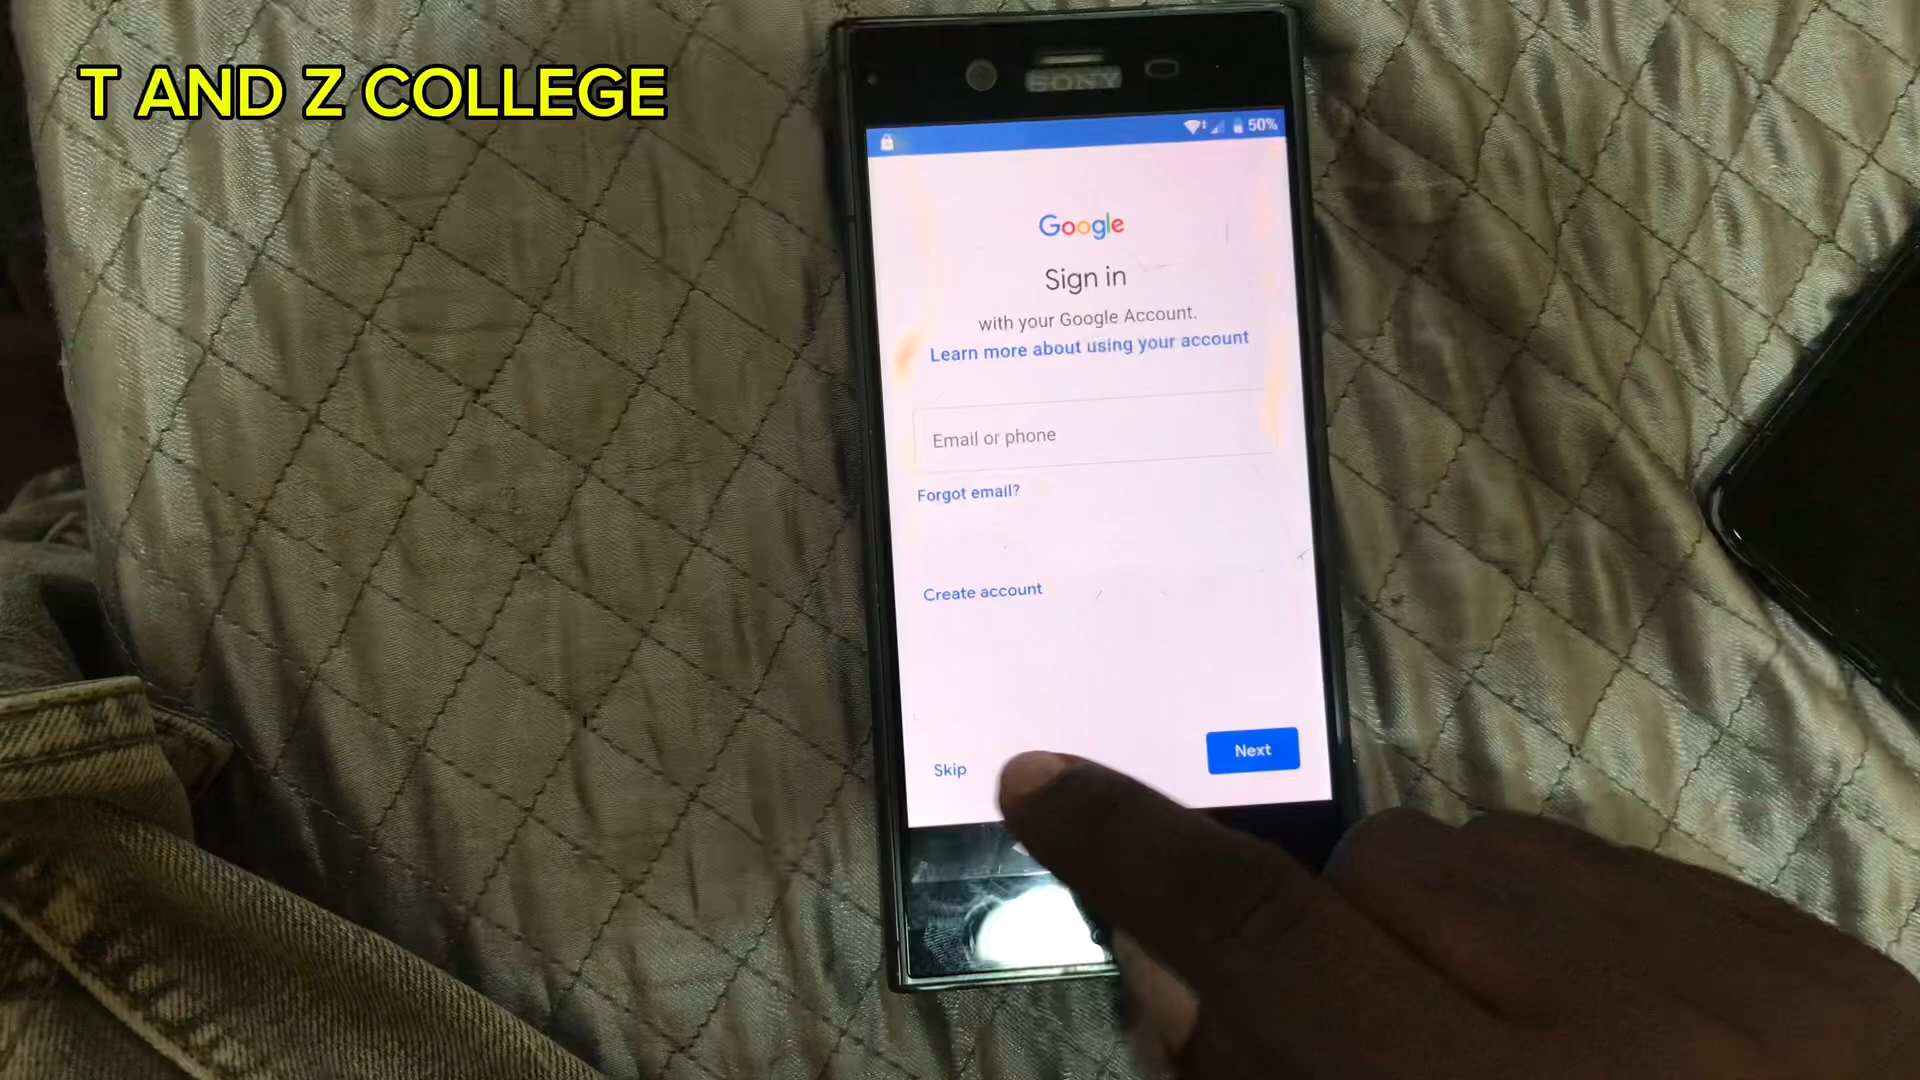 T AND Z COLLEGE
SONY
50%
Google
Sign in
with your Google Account.
Learn more about using your account
Email or phone
Forgot email?
Create account
Skip
Next